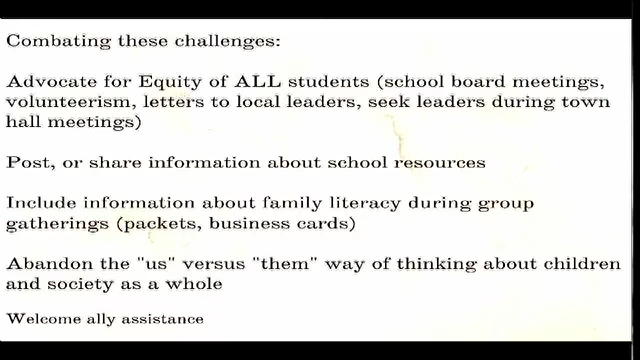 Combating these challenges:
Advocate for Equity of ALL students (school board meetings,
volunteerism, letters to local leaders, seek leaders during town
hall meetings)
Post, or share information about school resources
Include information about family literacy during group
gatherings (packets, business cards)
Abandon the "us" versus "them" way of thinking about children
and society as a whole
Welcome ally assistance